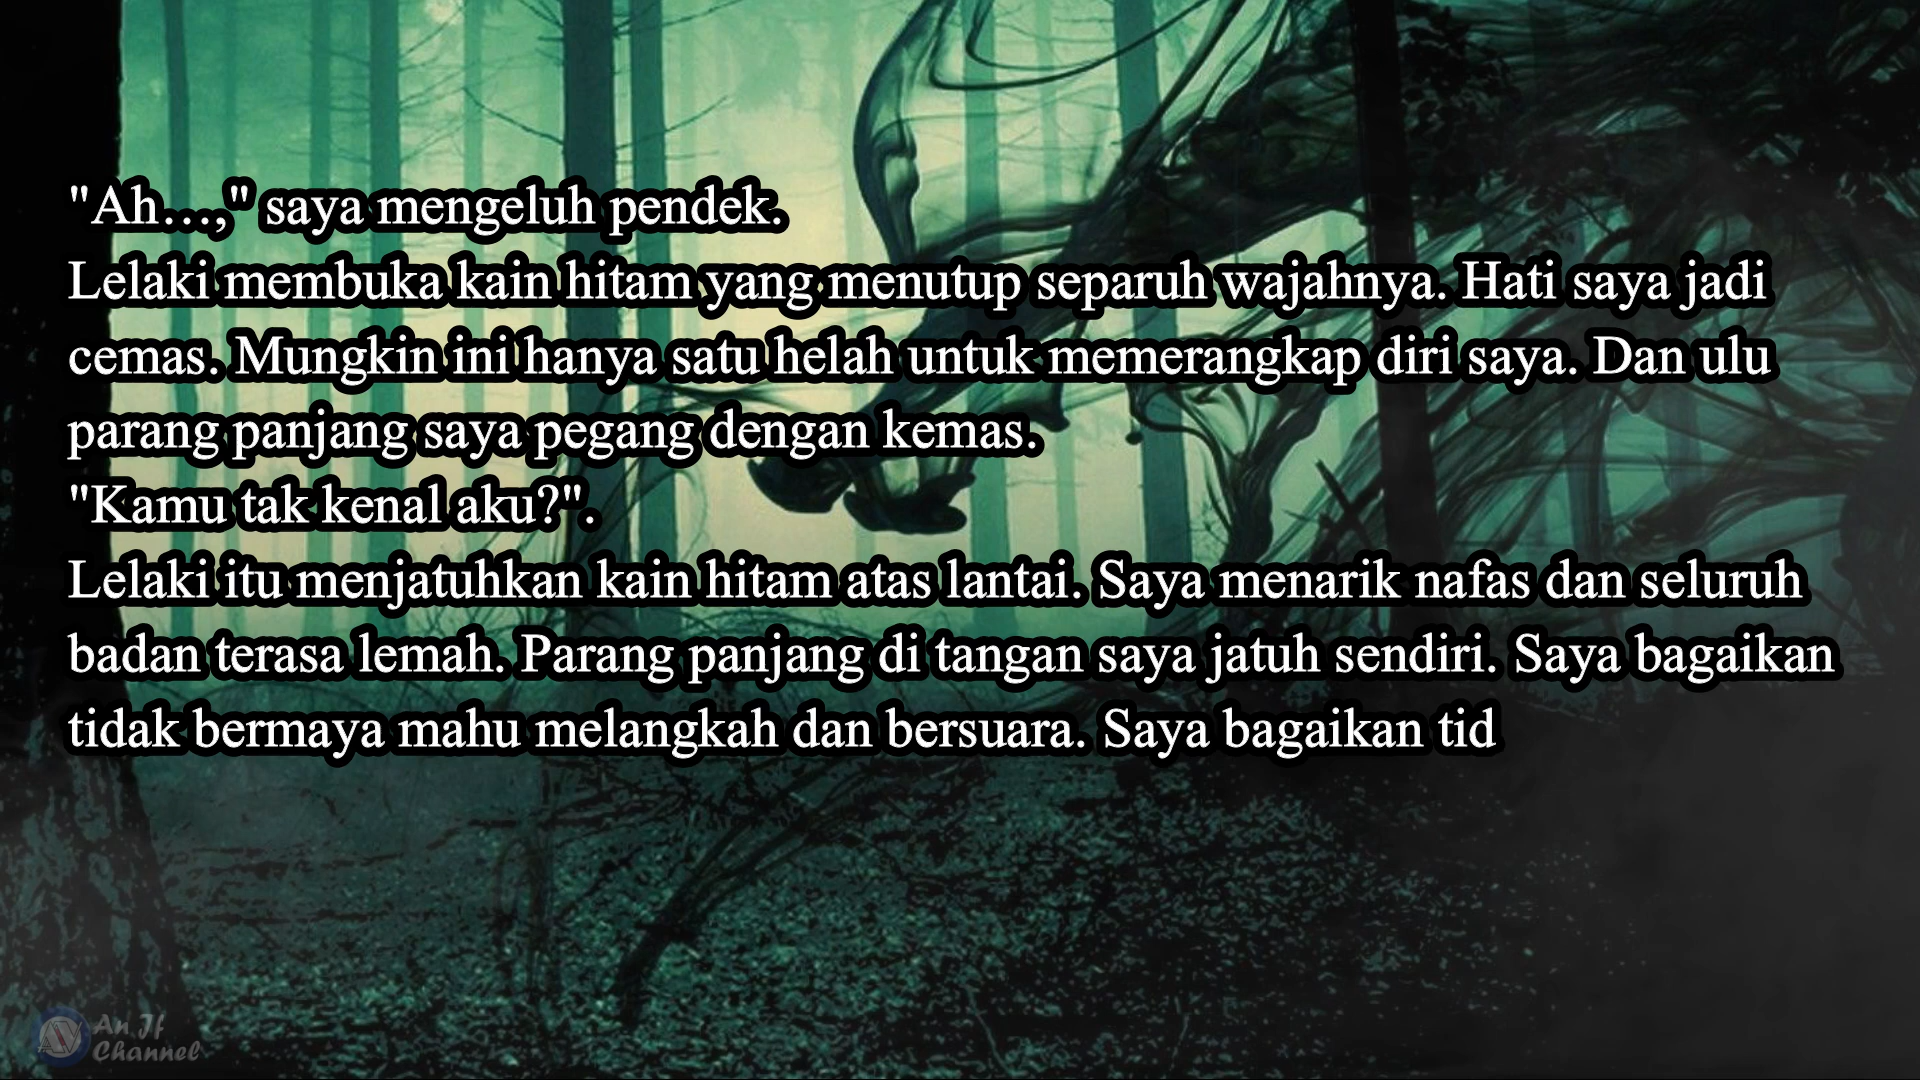 "Ah…," saya mengeluh pendek.
Lelaki membuka kain hitam yang menutup separuh wajahnya. Hati saya jadi
cemas. Mungkin ini hanya satu helah untuk memerangkap diri saya. Dan ulu
parang panjang saya pegang dengan kemas.
"Kamu tak kenal aku?".
Lelaki itu menjatuhkan kain hitam atas lantai. Saya menarik nafas dan seluruh
badan terasa lemah. Parang panjang di tangan saya jatuh sendiri. Saya bagaikan
tidak bermaya mahu melangkah dan bersuara. Saya bagaikan tid
An Jf
Channel